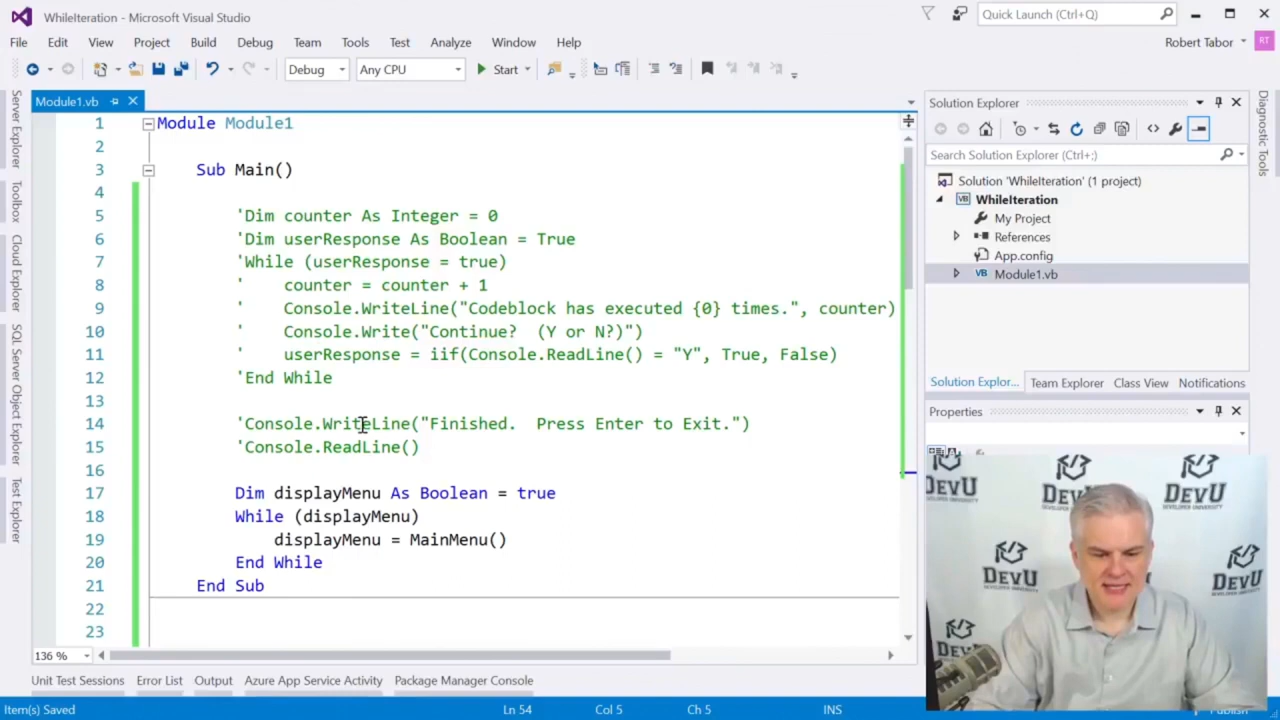 WhileIteration - Microsoft Visual Studio
Quick Launch (Ctrl+Q)
File Edit View Project Build Debug Team Tools Test Analyze Window Help
Robert Tabor RT
Debug Any CPU Start
Module1.vb
Server Explorer
Toolbox
Cloud Explorer
SQL Server Object Explorer
Test Explorer
1 Module Module1
2
3 Sub Main()
4
5 'Dim counter As Integer = 0
6 'Dim userResponse As Boolean = True
7 'While (userResponse = true)
8 ' counter = counter + 1
9 ' Console.WriteLine("Codeblock has executed {0} times.", counter)
10 ' Console.Write("Continue?  (Y or N?)")
11 ' userResponse = iif(Console.ReadLine() = "Y", True, False)
12 'End While
13
14 'Console.WriteLine("Finished.  Press Enter to Exit.")
15 'Console.ReadLine()
16
17 Dim displayMenu As Boolean = true
18 While (displayMenu)
19 displayMenu = MainMenu()
20 End While
21 End Sub
22
23
136 %
Solution Explorer
Search Solution Explorer (Ctrl+;)
Solution 'WhileIteration' (1 project)
VB WhileIteration
My Project
References
App.config
VB Module1.vb
Solution Explor... Team Explorer Class View Notifications
Properties
Diagnostic Tools
DEVU DEVU DEVU
DEVELOPER UNIVERSITY
DEVU DEVU
DEVELOPER UNIVERSITY
Unit Test Sessions Error List Output Azure App Service Activity Package Manager Console
Item(s) Saved Ln 54 Col 5 Ch 5 INS Publish